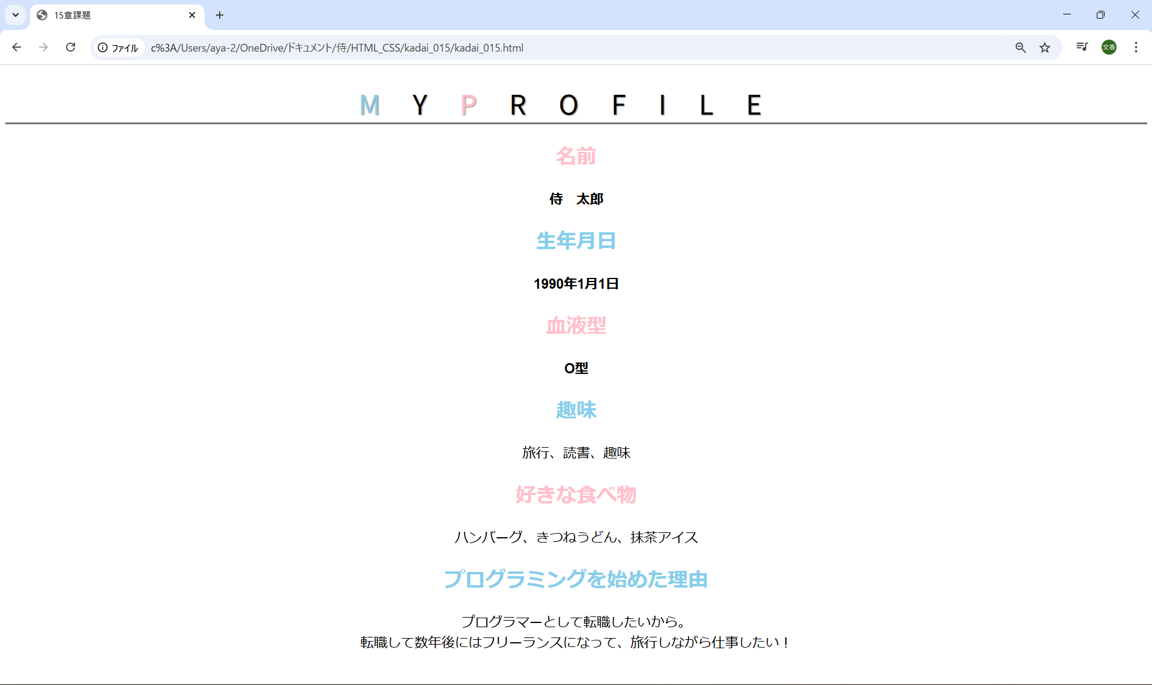 15章課題
ファイル c%3A/Users/aya-2/OneDrive/ドキュメント/侍/HTML_CSS/kadai_015/kadai_015.html
文香
M Y P R O F I L E
名前
侍　太郎
生年月日
1990年1月1日
血液型
O型
趣味
旅行、読書、趣味
好きな食べ物
ハンバーグ、きつねうどん、抹茶アイス
プログラミングを始めた理由
プログラマーとして転職したいから。
転職して数年後にはフリーランスになって、旅行しながら仕事したい！